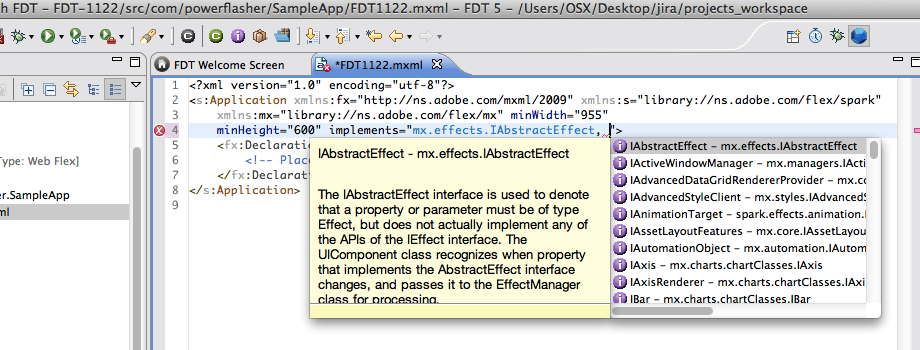 h FDT - FDT-1122/src/com/powerflasher/SampleApp/FDT1122.mxml - FDT 5 - /Users/OSX/Desktop/jira/projects_workspace
FDT Welcome Screen
*FDT1122.mxml
1 <?xml version="1.0" encoding="utf-8"?>
2 <s:Application xmlns:fx="http://ns.adobe.com/mxml/2009" xmlns:s="library://ns.adobe.com/flex/spark"
3 xmlns:mx="library://ns.adobe.com/flex/mx" minWidth="955"
4 minHeight="600" implements="mx.effects.IAbstractEffect, ">
5 <fx:Declara
6 <!-- Plac
7 </fx:Declara
8 </s:Application>
9
Type: Web Flex]
er.SampleApp
ml
IAbstractEffect - mx.effects.IAbstractEffect
The IAbstractEffect interface is used to denote
that a property or parameter must be of type
Effect, but does not actually implement any of
the APIs of the IEffect interface. The
UIComponent class recognizes when property
that implements the AbstractEffect interface
changes, and passes it to the EffectManager
class for processing.
IAbstractEffect - mx.effects.IAbstractEffect
IActiveWindowManager - mx.managers.IActi
IAdvancedDataGridRendererProvider - mx.co
IAdvancedStyleClient - mx.styles.IAdvancedS
IAnimationTarget - spark.effects.animation.I
IAssetLayoutFeatures - mx.core.IAssetLayou
IAutomationObject - mx.automation.IAutom
IAxis - mx.charts.chartClasses.IAxis
IAxisRenderer - mx.charts.chartClasses.IAxi
IBar - mx.charts.chartClasses.IBar